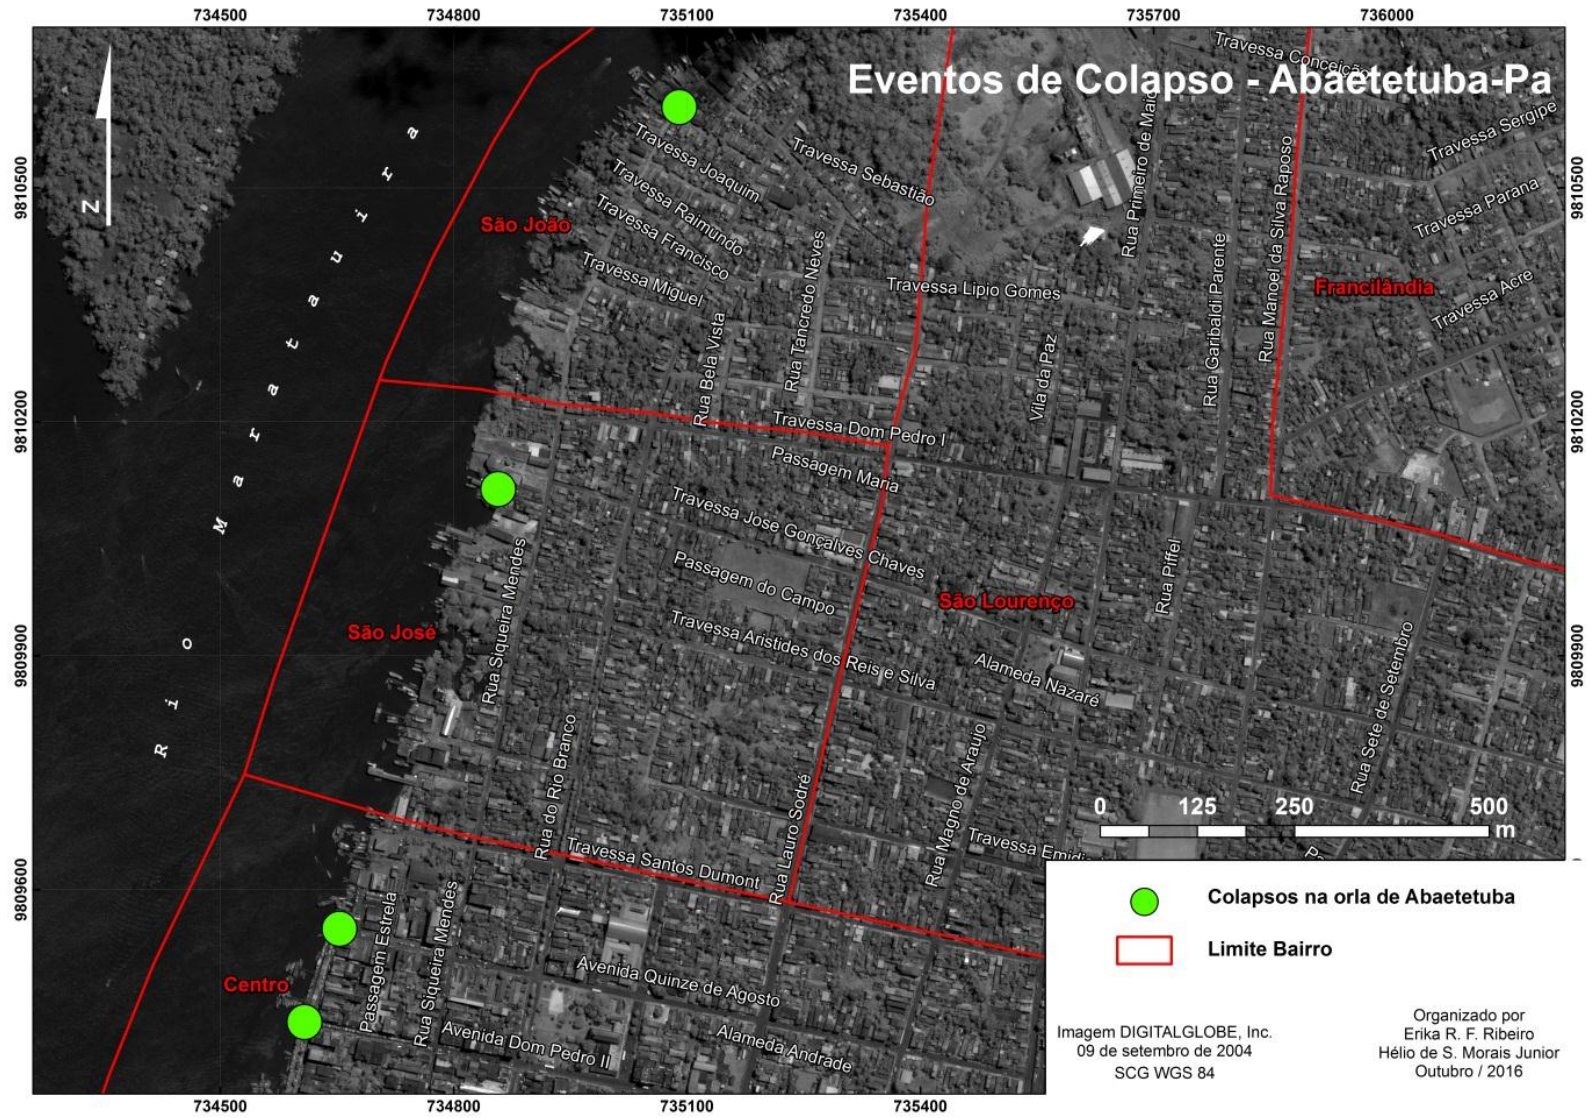 734500 734800 735100 735400 735700 736000
Eventos de Colapso - Abaetetuba-Pa
Travessa Conceição
Travessa Sergipe
Travessa Parana
Travessa Acre
Francilândia
Rua Manoel da Silva Raposo
Rua Primeiro de Maio
Rua Garibaldi Parente
9810500
9810500
N
Rio Maratauira
São João
Travessa Joaquim
Travessa Sebastião
Travessa Raimundo
Travessa Francisco
Travessa Miguel
Rua Bela Vista
Rua Tancredo Neves
Travessa Lipio Gomes
Vila da Paz
9810200
9810200
Travessa Dom Pedro I
Passagem Maria
Travessa Jose Gonçalves Chaves
Passagem do Campo
Travessa Aristides dos Reis e Silva
São Lourenço
Rua Piffel
Alameda Nazaré
Rua Sete de Setembro
São José
Rua Siqueira Mendes
9809900
9809900
Rua do Rio Branco
Rua Lauro Sodré
Rua Magno de Araujo
Travessa Santos Dumont
0 125 250 500
m
9809600
Passagem Estrela
Rua Siqueira Mendes
Centro
Avenida Quinze de Agosto
Avenida Dom Pedro II
Alameda Andrade
Colapsos na orla de Abaetetuba
Limite Bairro
Imagem DIGITALGLOBE, Inc.
09 de setembro de 2004
SCG WGS 84
Organizado por
Erika R. F. Ribeiro
Hélio de S. Morais Junior
Outubro / 2016
734500 734800 735100 735400